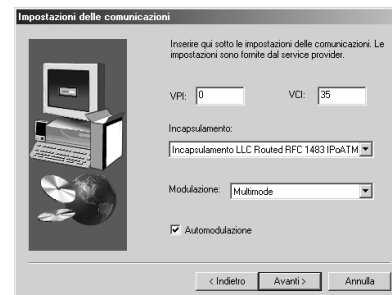 Impostazioni delle comunicazioni
Inserire qui sotto le impostazioni delle comunicazioni. Le
impostazioni sono fornite dal service provider.
VPI: 0 VCI: 35
Incapsulamento:
Incapsulamento LLC Routed RFC 1483 IPoATM
Modulazione: Multimode
Automodulazione
< Indietro Avanti > Annulla